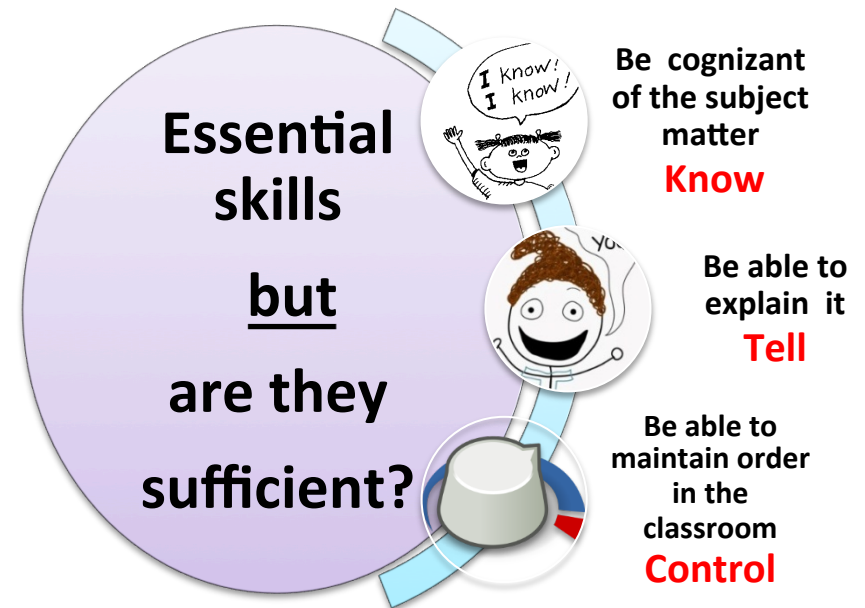 Essential
skills
but
are they
sufficient?
I know!
I know!
Be cognizant
of the subject
matter
Know
You
Be able to
explain it
Tell
Be able to
maintain order
in the
classroom
Control